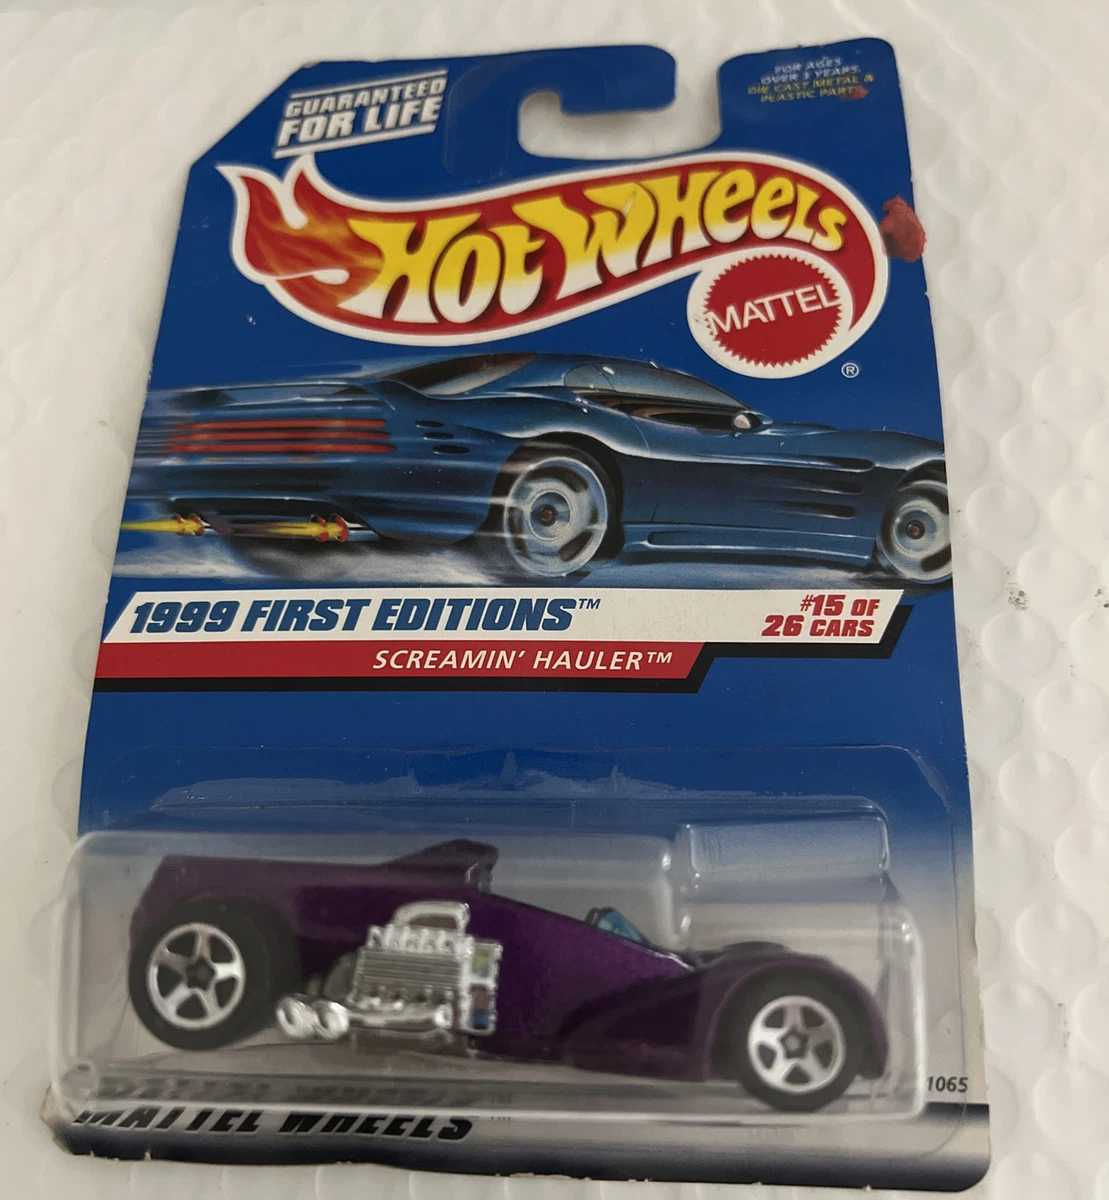 GUARANTEED
FOR LIFE
FOR AGES
OVER 3 YEARS.
DIE CAST METAL &
PLASTIC PARTS.
HOT WHEELS
MATTEL
®
1999 FIRST EDITIONS™
#15 OF
26 CARS
SCREAMIN' HAULER™
1065
MATTEL WHEELS™